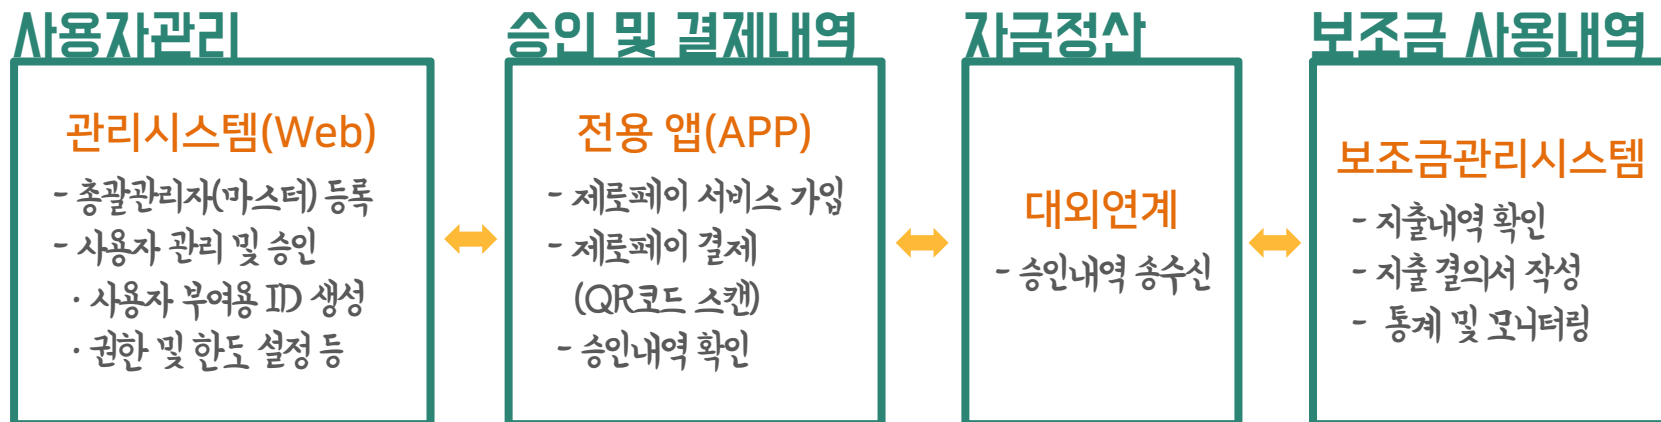 사용자관리
관리시스템(Web)
- 총괄관리자(마스터) 등록
- 사용자 관리 및 승인
· 사용자 부여용 ID 생성
· 권한 및 한도 설정 등
승인 및 결제내역
전용 앱(APP)
- 제로페이 서비스 가입
- 제로페이 결제
(QR코드 스캔)
- 승인내역 확인
자금정산
대외연계
- 승인내역 송수신
보조금 사용내역
보조금관리시스템
- 지출내역 확인
- 지출 결의서 작성
- 통계 및 모니터링